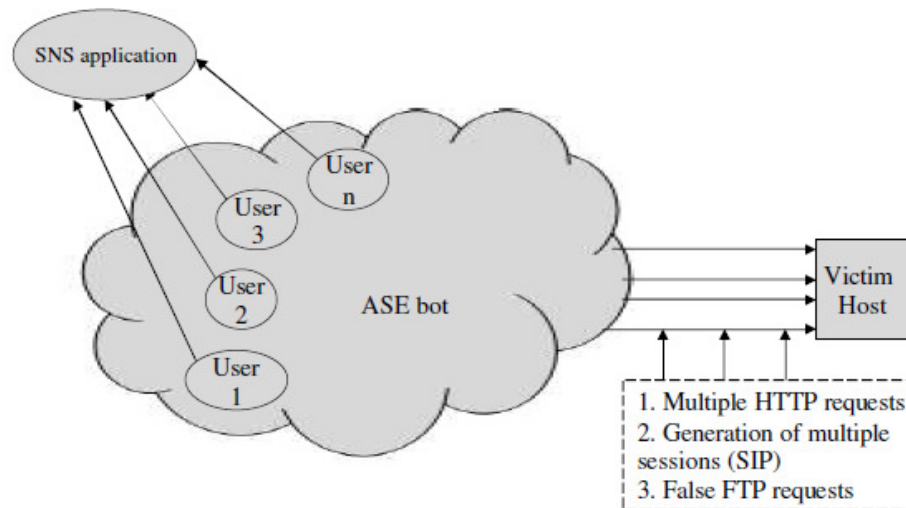 SNS application
User
n
User
3
User
2
User
1
ASE bot
Victim
Host
1. Multiple HTTP requests
2. Generation of multiple
sessions (SIP)
3. False FTP requests